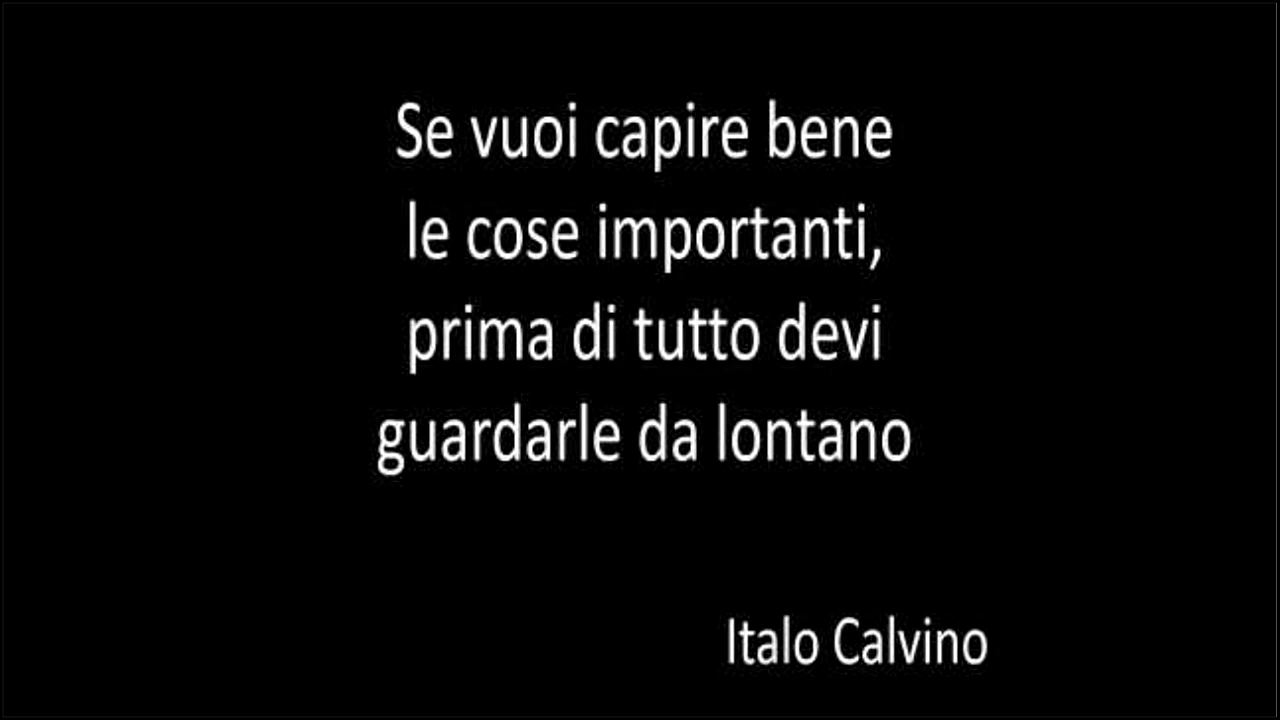 Se vuoi capire bene
le cose importanti,
prima di tutto devi
guardarle da lontano
Italo Calvino